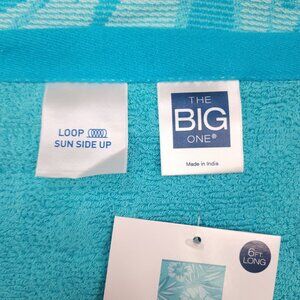 LOOP
SUN SIDE UP
THE
BIG
ONE®
Made in India
6FT.
LONG